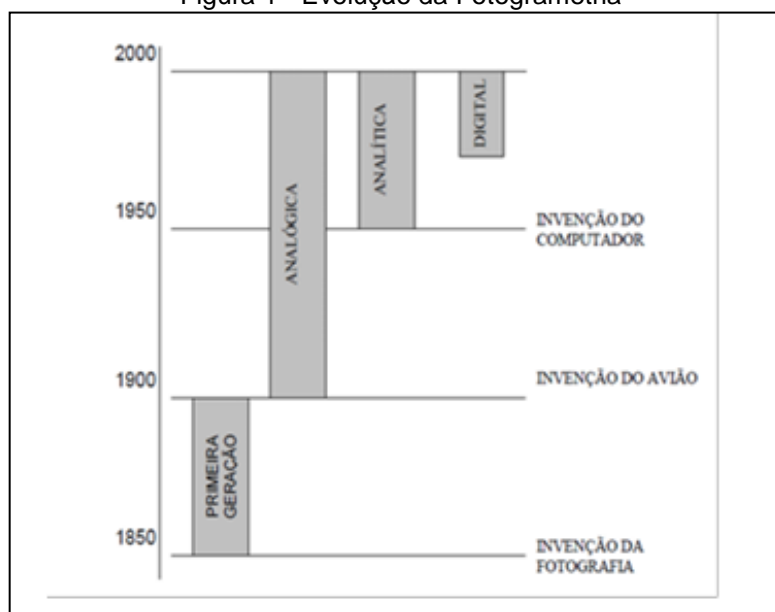 Figura 1 - Evolução da Fotogrametria
2000
ANALÓGICA
ANALÍTICA
DIGITAL
1950
INVENÇÃO DO
COMPUTADOR
1900
INVENÇÃO DO AVIÃO
PRIMEIRA
GERAÇÃO
1850
INVENÇÃO DA
FOTOGRAFIA